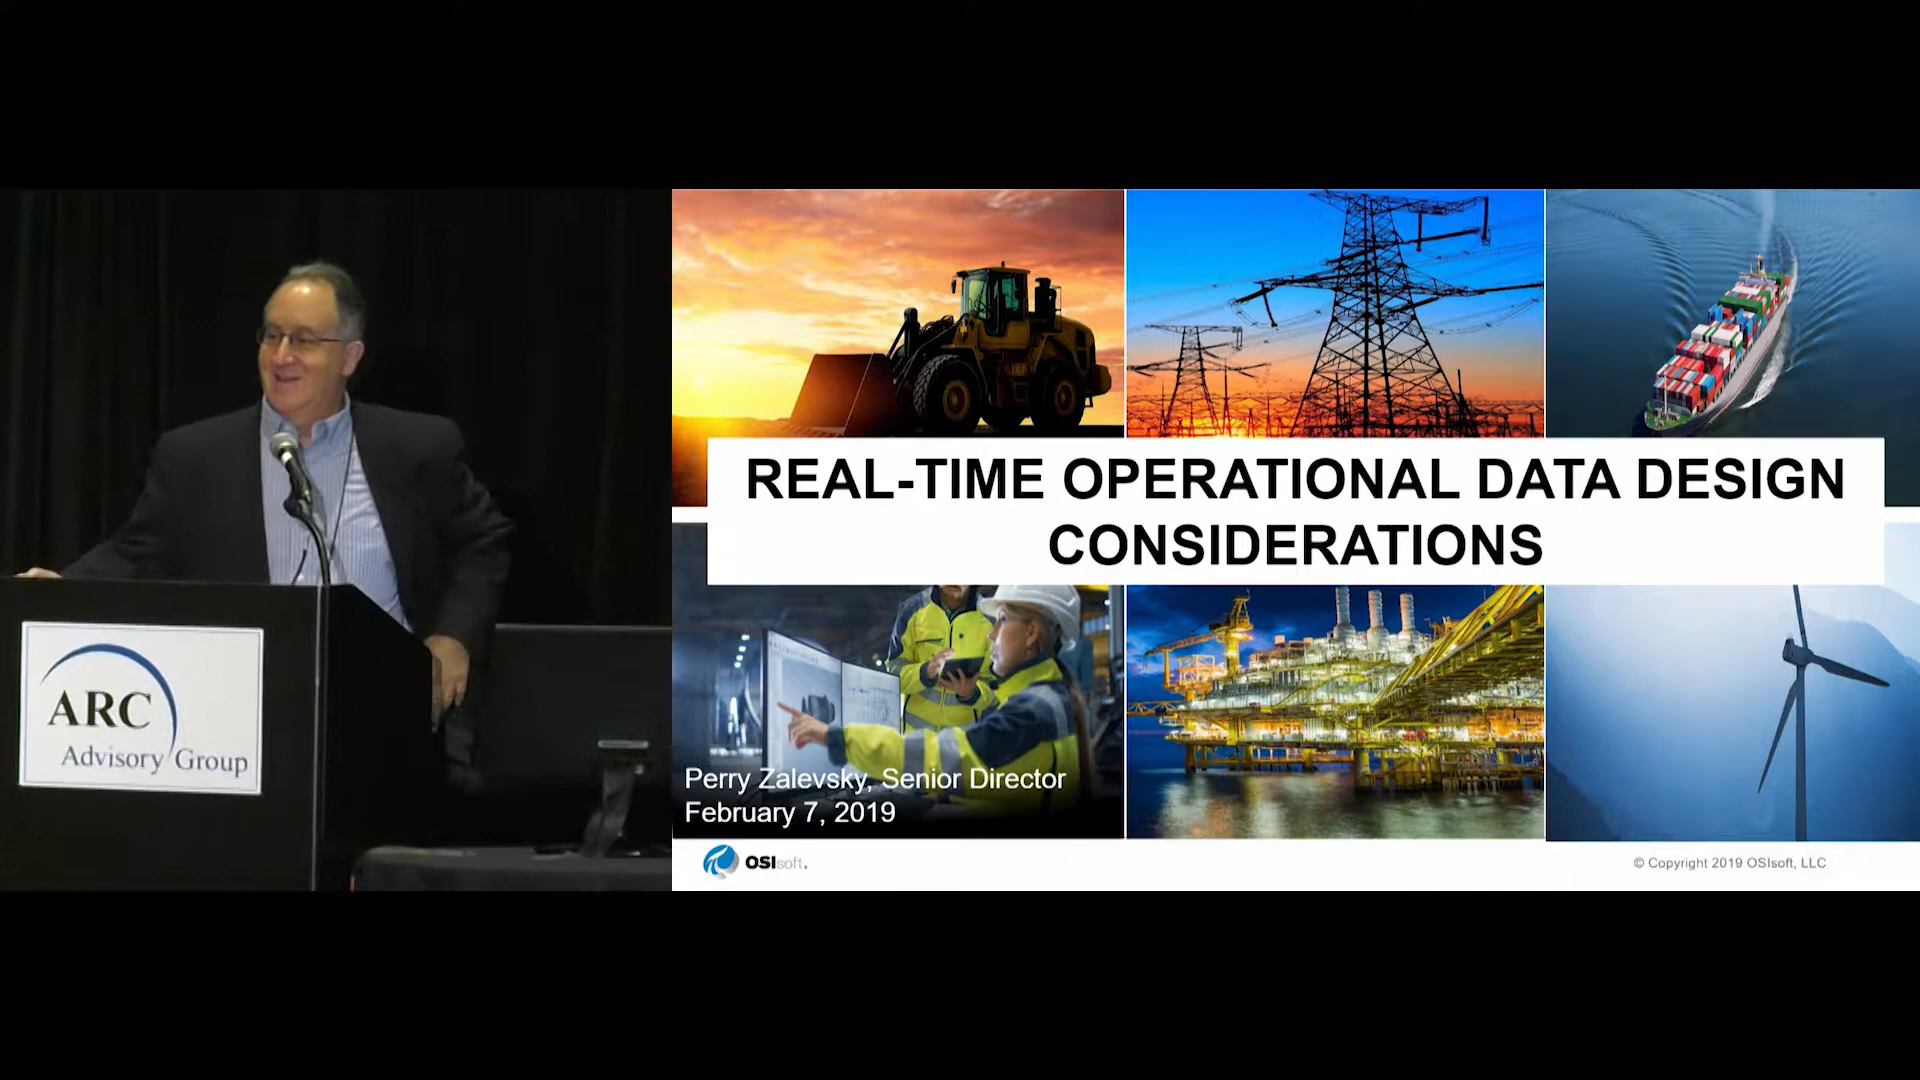 ARC
Advisory Group
REAL-TIME OPERATIONAL DATA DESIGN
CONSIDERATIONS
Perry Zalevsky, Senior Director
February 7, 2019
OSIsoft.
© Copyright 2019 OSIsoft, LLC